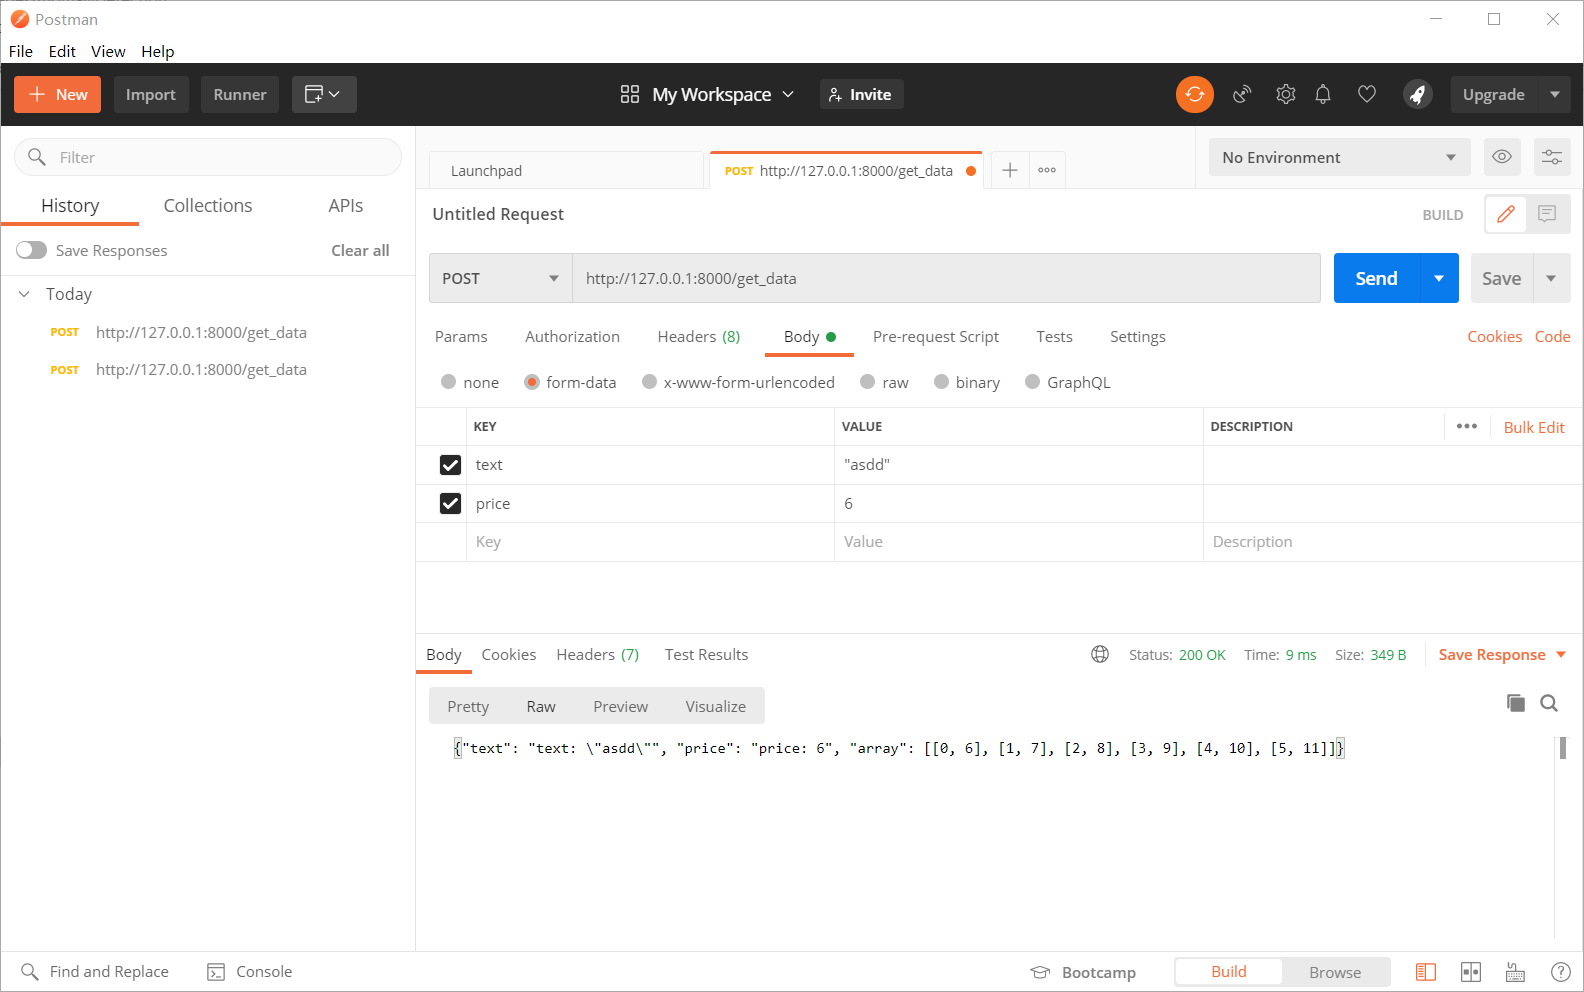 Postman
File Edit View Help
New Import Runner My Workspace Invite Upgrade
Filter
History Collections APIs
Save Responses Clear all
Today
POST http://127.0.0.1:8000/get_data
POST http://127.0.0.1:8000/get_data
Launchpad POST http://127.0.0.1:8000/get_data No Environment
Untitled Request BUILD
POST http://127.0.0.1:8000/get_data Send Save
Params Authorization Headers (8) Body Pre-request Script Tests Settings Cookies Code
none form-data x-www-form-urlencoded raw binary GraphQL
KEY VALUE DESCRIPTION Bulk Edit
text "asdd"
price 6
Key Value Description
Body Cookies Headers (7) Test Results Status: 200 OK Time: 9 ms Size: 349 B Save Response
Pretty Raw Preview Visualize
{"text": "text: \"asdd\"", "price": "price: 6", "array": [[0, 6], [1, 7], [2, 8], [3, 9], [4, 10], [5, 11]]}
Find and Replace Console Bootcamp Build Browse